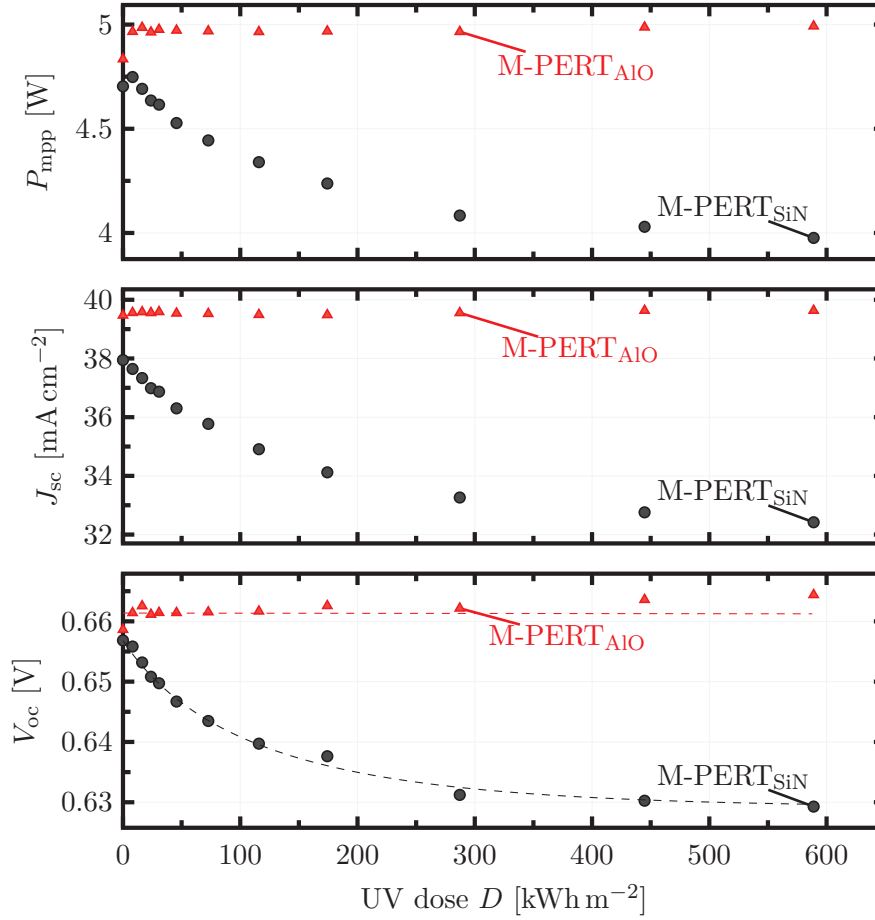 5
4.5
4
P_mpp [W]
M-PERT_AlO
M-PERT_SiN
40
38
36
34
32
J_sc [mA cm⁻²]
M-PERT_AlO
M-PERT_SiN
0.66
0.65
0.64
0.63
V_oc [V]
M-PERT_AlO
M-PERT_SiN
0 100 200 300 400 500 600
UV dose D [kWh m⁻²]